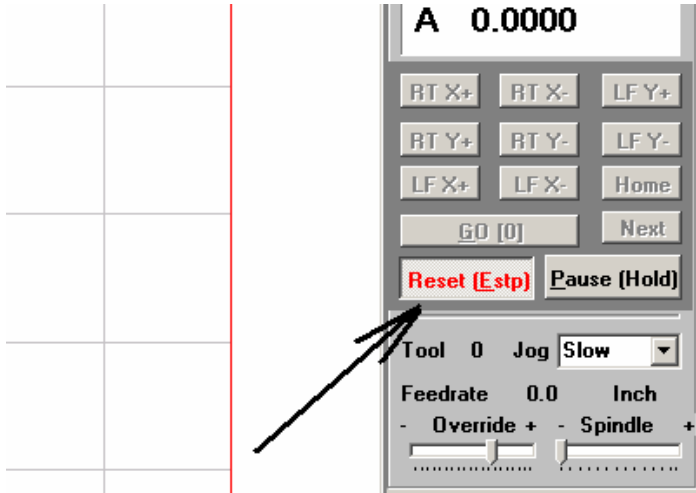 A 0.0000
RT X+ RT X- LF Y+
RT Y+ RT Y- LF Y-
LF X+ LF X- Home
GO [0] Next
Reset (Estp) Pause (Hold)
Tool 0 Jog Slow
Feedrate 0.0 Inch
- Override + - Spindle +